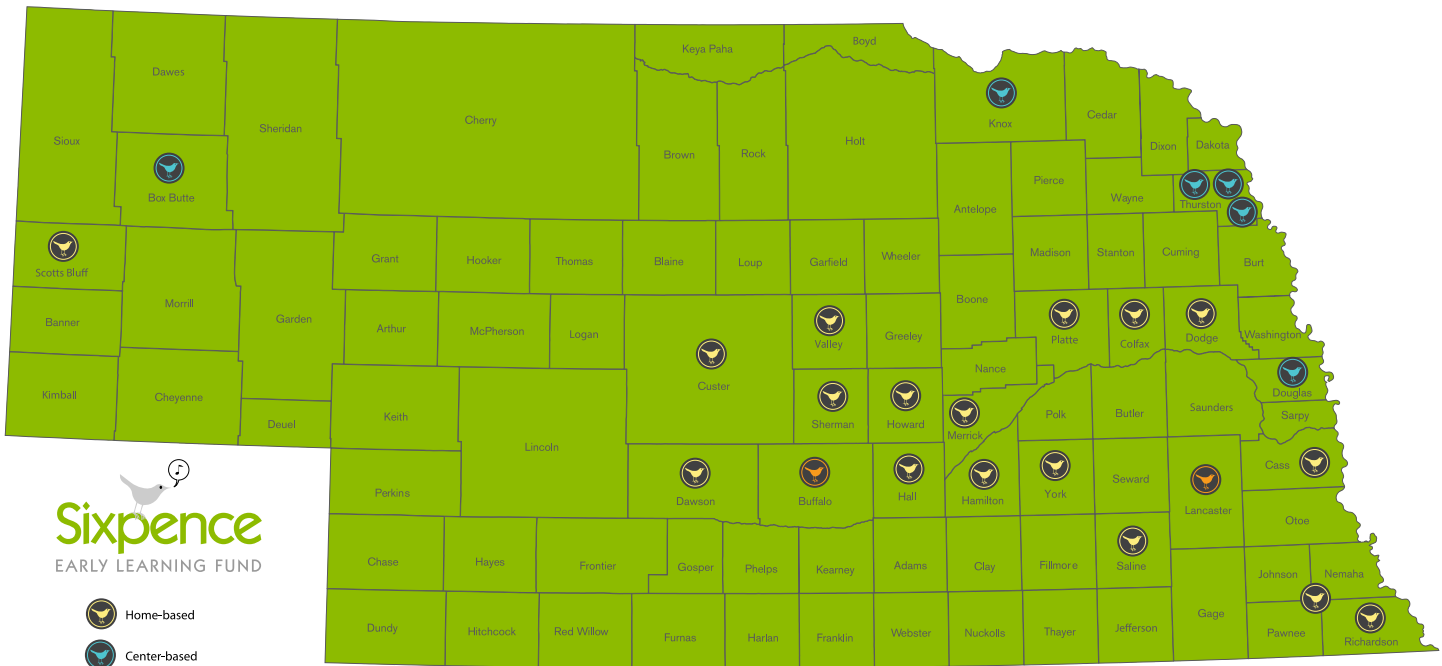 Keya Paha
Boyd
Dawes
Knox
Cedar
Cherry
Sheridan
Sioux
Holt
Dixon
Dakota
Brown
Rock
Pierce
Box Butte
Wayne
Thurston
Antelope
Scotts Bluff
Grant
Hooker
Thomas
Blaine
Loup
Garfield
Wheeler
Madison
Stanton
Cuming
Burt
Morrill
Garden
Boone
Banner
Arthur
McPherson
Logan
Valley
Greeley
Platte
Colfax
Dodge
Washington
Custer
Nance
Kimball
Cheyenne
Douglas
Deuel
Keith
Sherman
Howard
Merrick
Polk
Butler
Saunders
Sarpy
Lincoln
Cass
Perkins
Dawson
Buffalo
Hall
Hamilton
York
Seward
Lancaster
Otoe
Chase
Hayes
Frontier
Gosper
Phelps
Kearney
Adams
Clay
Fillmore
Saline
Johnson
Nemaha
Gage
Dundy
Hitchcock
Red Willow
Furnas
Harlan
Franklin
Webster
Nuckolls
Thayer
Jefferson
Pawnee
Richardson
Sixpence
EARLY LEARNING FUND
Home-based
Center-based